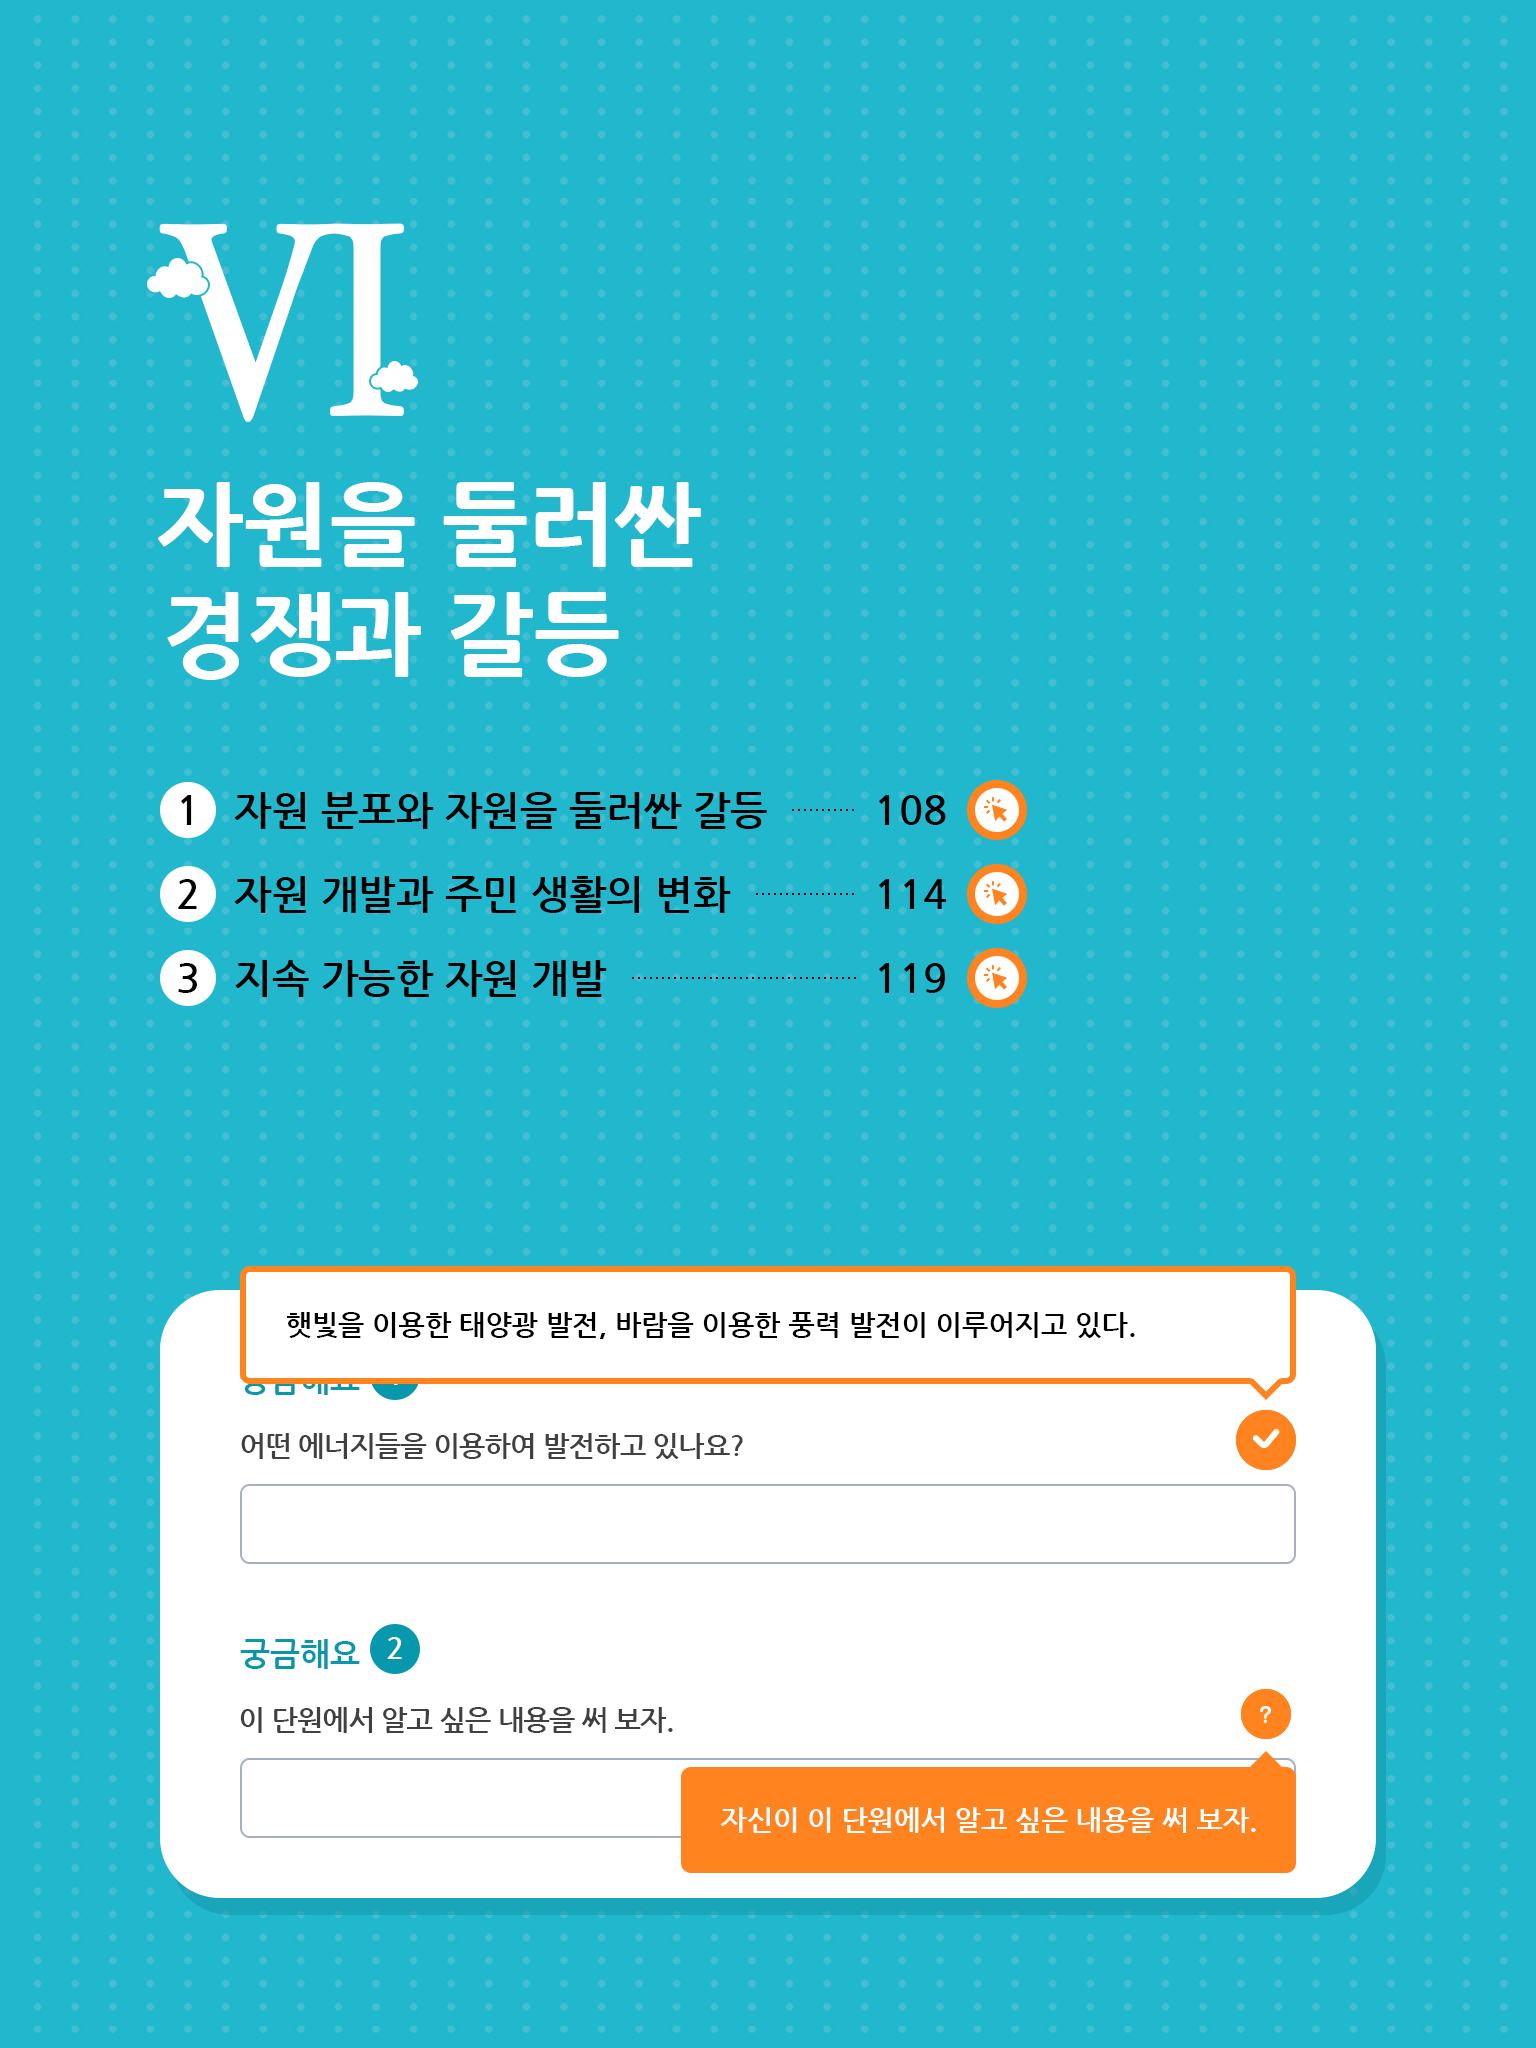 VI
자원을 둘러싼
경쟁과 갈등
1 자원 분포와 자원을 둘러싼 갈등 108
2 자원 개발과 주민 생활의 변화 114
3 지속 가능한 자원 개발 119
햇빛을 이용한 태양광 발전, 바람을 이용한 풍력 발전이 이루어지고 있다.
어떤 에너지들을 이용하여 발전하고 있나요?
궁금해요 2
이 단원에서 알고 싶은 내용을 써 보자.
?
자신이 이 단원에서 알고 싶은 내용을 써 보자.